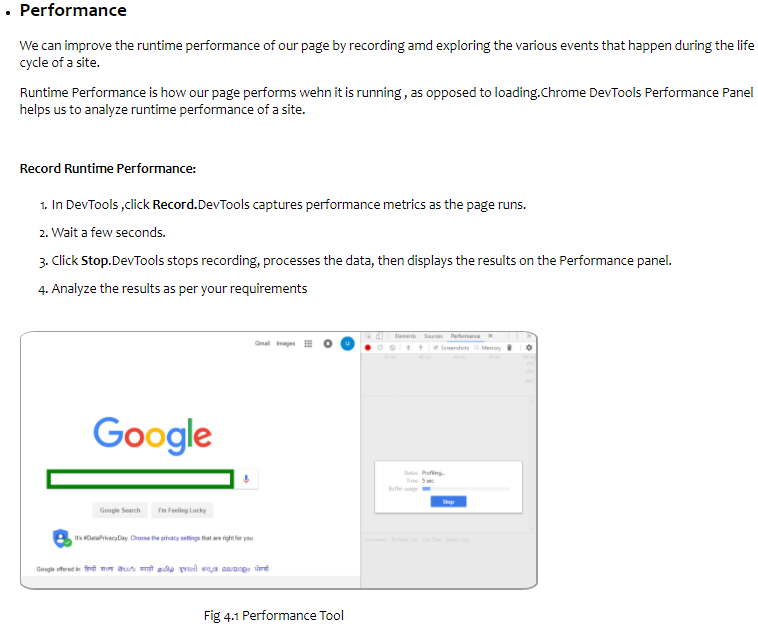 Performance
We can improve the runtime performance of our page by recording amd exploring the various events that happen during the life
cycle of a site.
Runtime Performance is how our page performs wehn it is running , as opposed to loading.Chrome DevTools Performance Panel
helps us to analyze runtime performance of a site.
Record Runtime Performance:
1. In DevTools ,click Record.DevTools captures performance metrics as the page runs.
2. Wait a few seconds.
3. Click Stop.DevTools stops recording, processes the data, then displays the results on the Performance panel.
4. Analyze the results as per your requirements
Gmail Images U
Elements Sources Performance
Screenshots Memory
Google
Status Profiling...
Time 5 sec
Buffer usage
Stop
Google Search I'm Feeling Lucky
It's #DataPrivacyDay. Choose the privacy settings that are right for you.
Google offered in: हिन्दी বাংলা తెలుగు मराठी தமிழ் ગુજરાતી ಕನ್ನಡ മലയാളം ਪੰਜਾਬੀ
Fig 4.1 Performance Tool